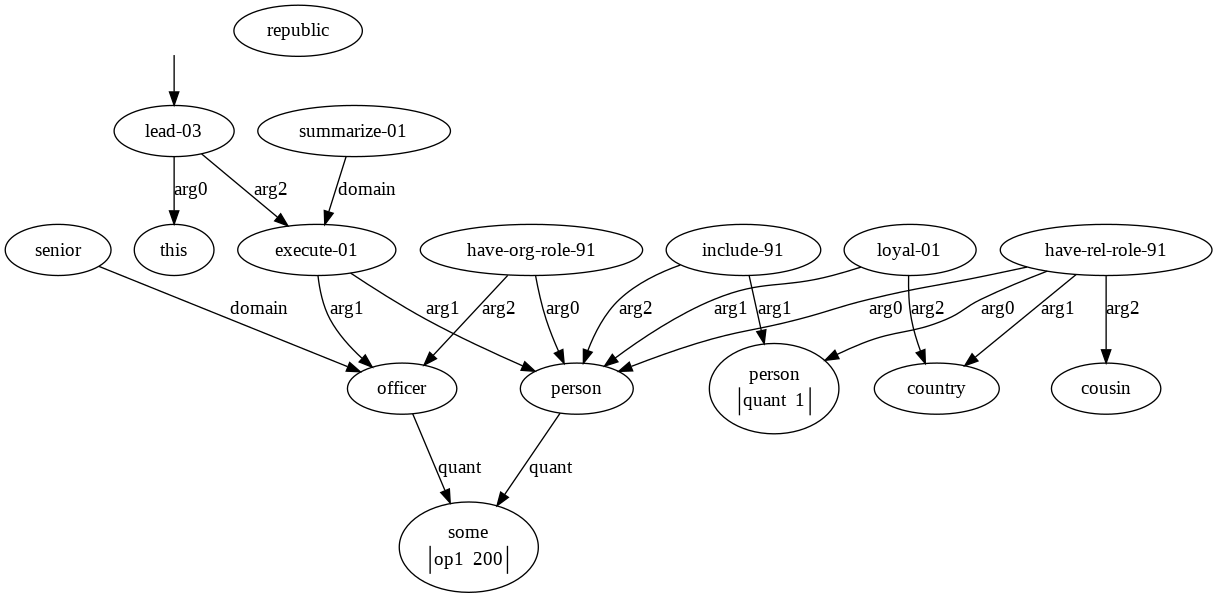 republic
lead-03
summarize-01
arg0
arg2
domain
senior
this
execute-01
have-org-role-91
include-91
loyal-01
have-rel-role-91
domain
arg1
arg1
arg2
arg0
arg2
arg1
arg1
arg0
arg2
arg0
arg1
arg2
officer
person
person
quant 1
country
cousin
quant
quant
some
op1 200